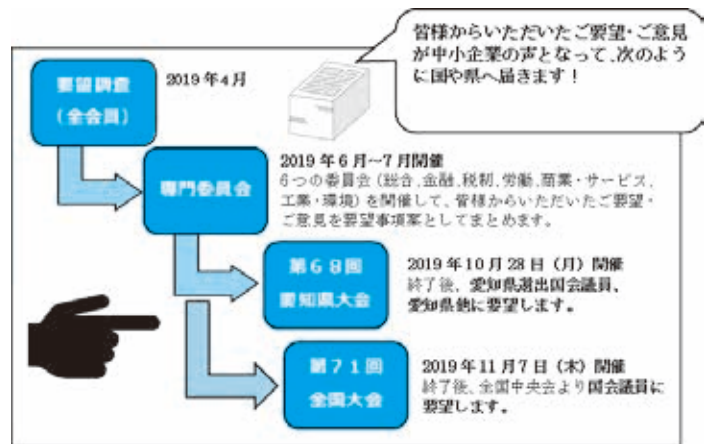 皆様からいただいたご要望・ご意見
が中小企業の声となって、次のよう
に国や県へ届きます！
要望調査
（全会員）
2019年4月
専門委員会
2019年6月～7月開催
6つの委員会（総合、金融、税制、労働、商業・サービス、
工業・環境）を開催して、皆様からいただいたご要望・
ご意見を要望事項案としてまとめます。
第68回
愛知県大会
2019年10月28日（月）開催
終了後、愛知県選出国会議員、
愛知県他に要望します。
第71回
全国大会
2019年11月7日（木）開催
終了後、全国中央会より国会議員に
要望します。